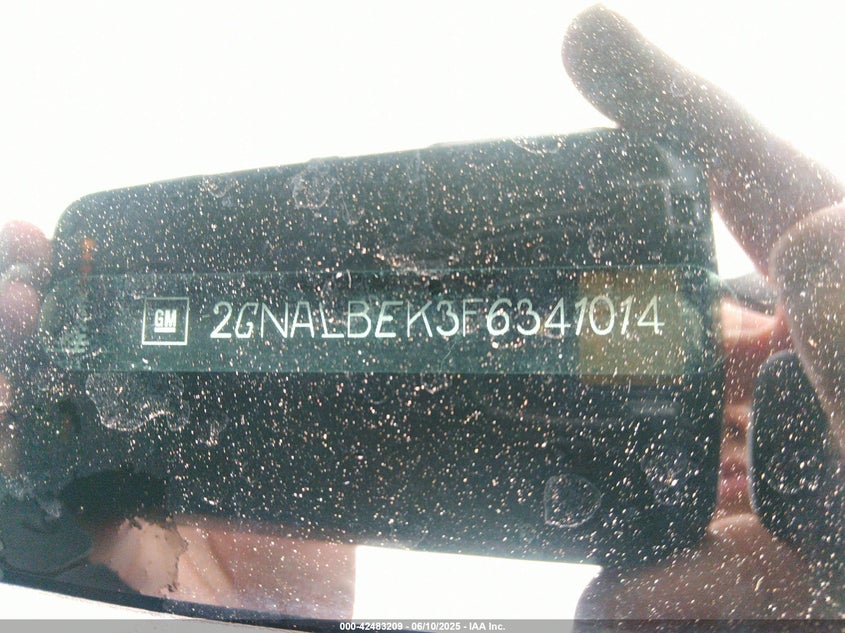 GM 2GNALBEK3F6341014
000-42483209 - 06/10/2025 - IAA Inc.